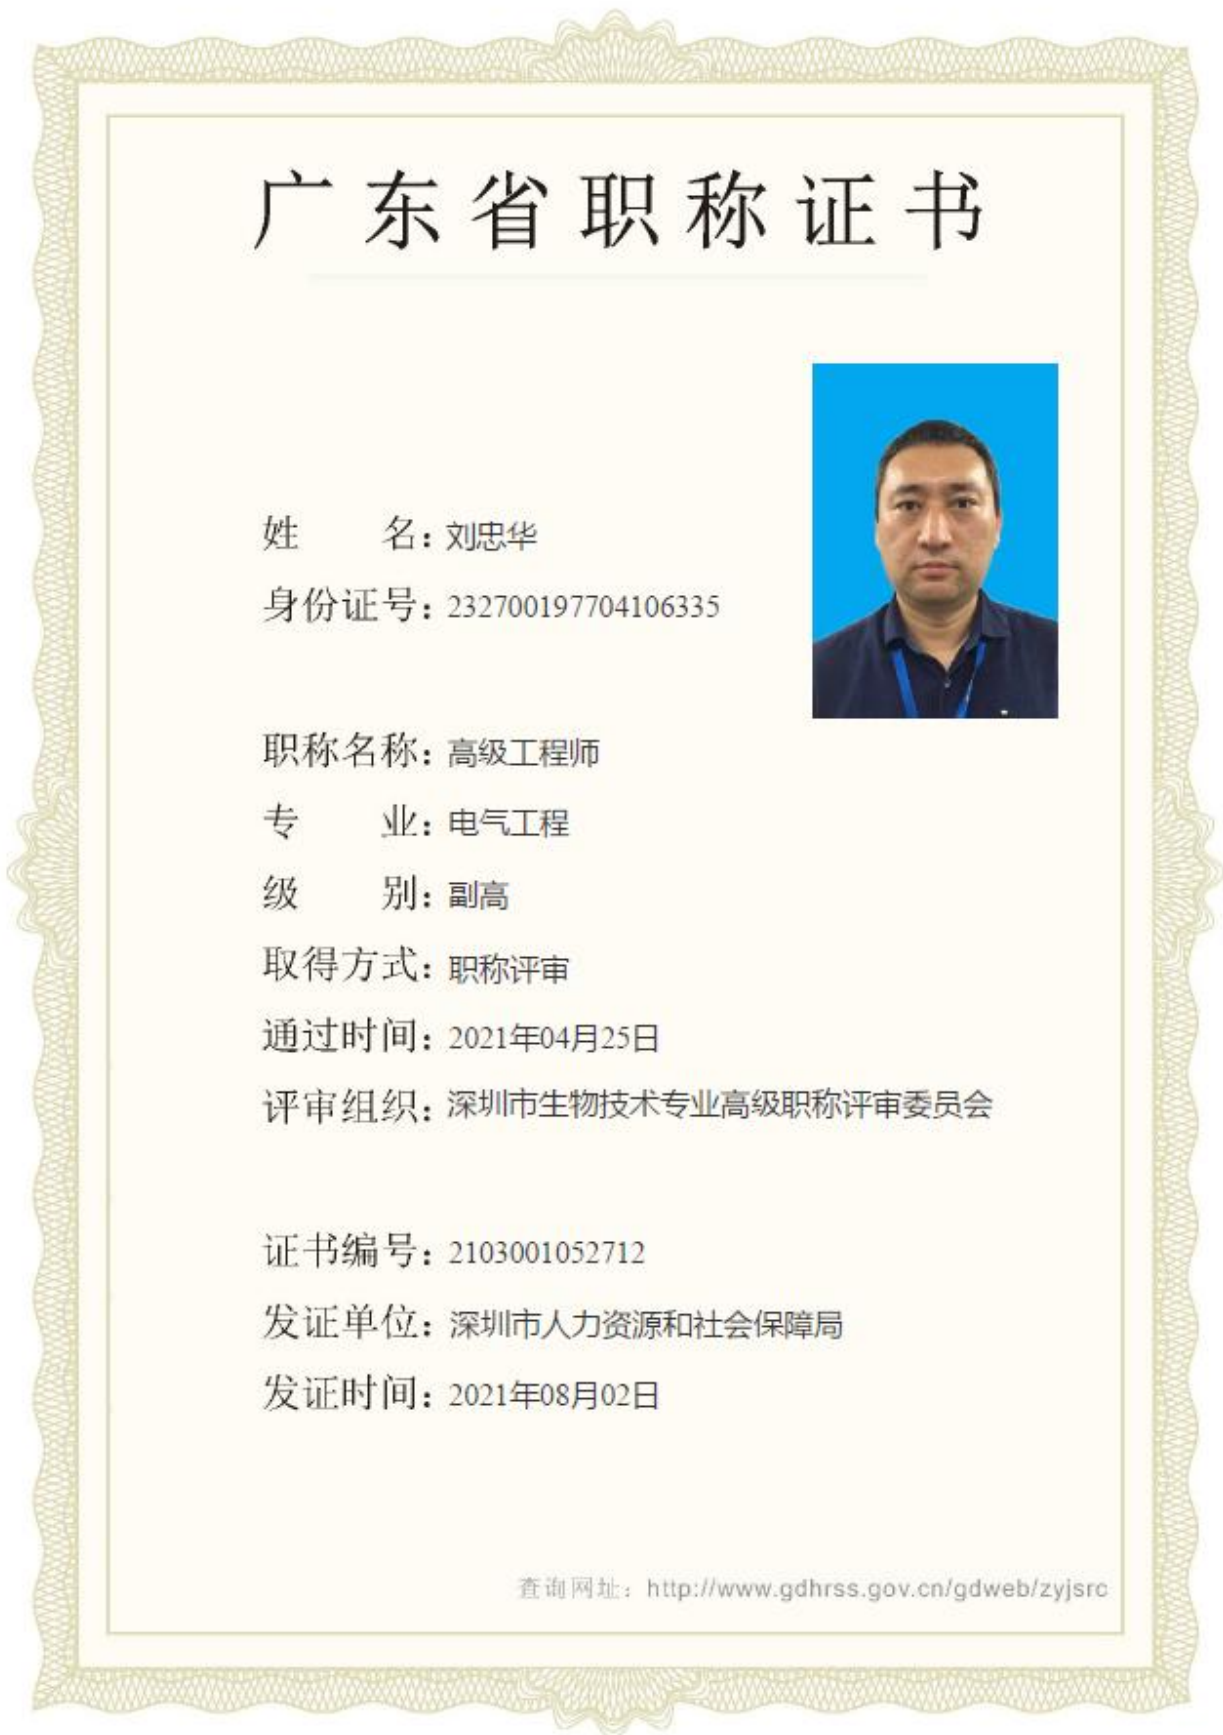 广东省职称证书
姓 名：刘忠华
身份证号：232700197704106335
职称名称：高级工程师
专 业：电气工程
级 别：副高
取得方式：职称评审
通过时间：2021年04月25日
评审组织：深圳市生物技术专业高级职称评审委员会
证书编号：2103001052712
发证单位：深圳市人力资源和社会保障局
发证时间：2021年08月02日
查询网址：http://www.gdhrss.gov.cn/gdweb/zyjsrc